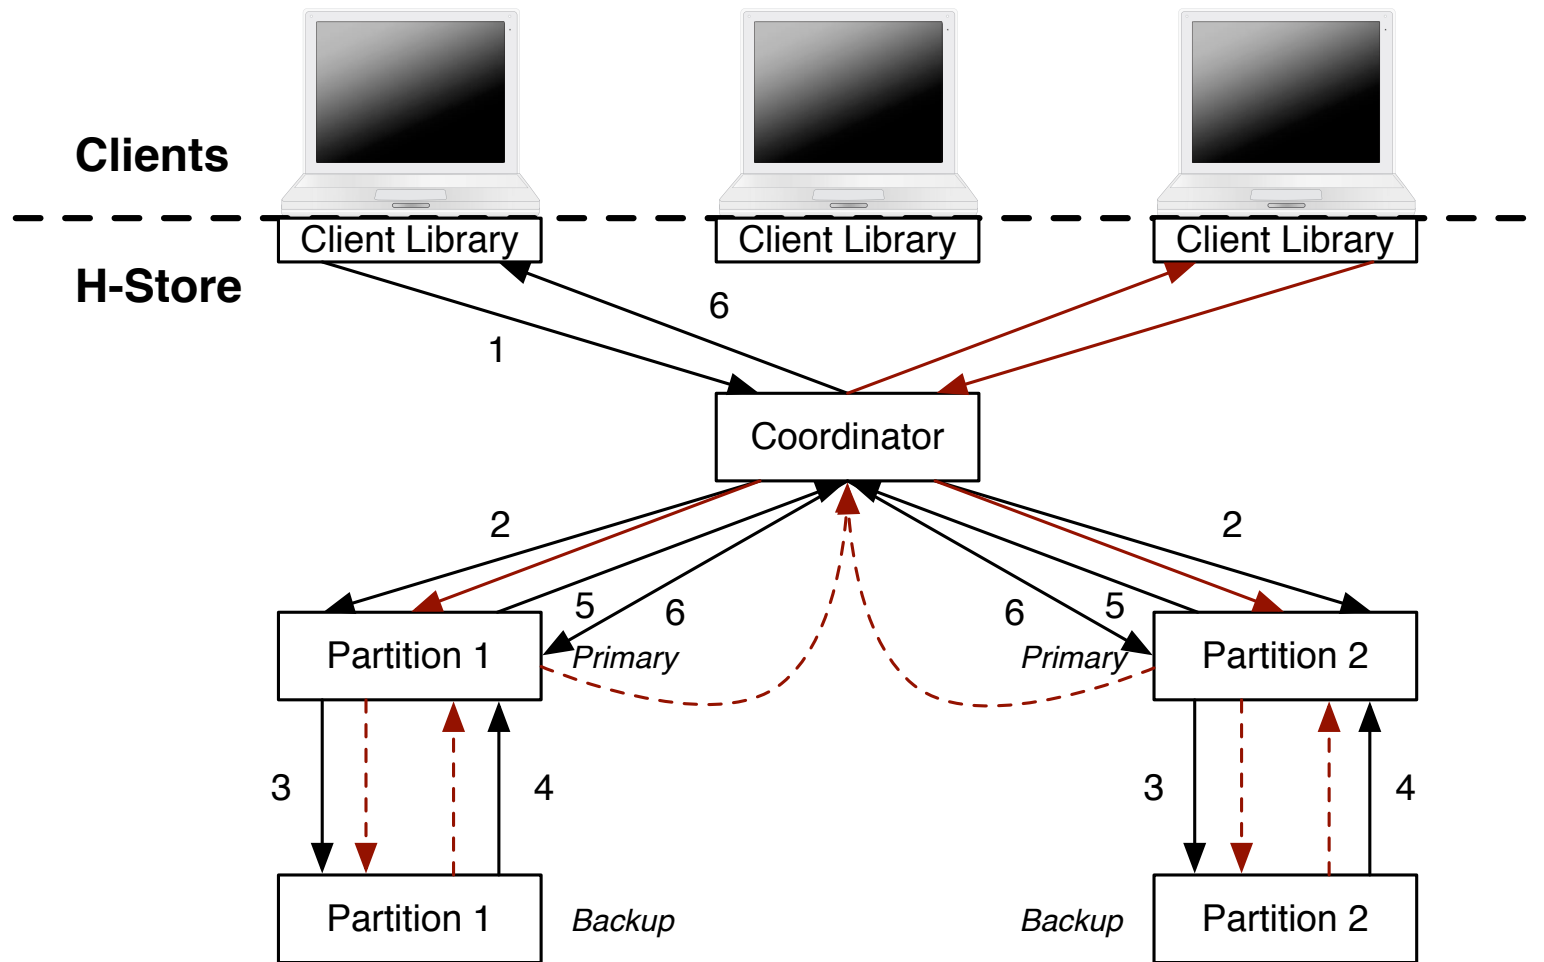 Clients
Client Library Client Library Client Library
H-Store
6
1
Coordinator
2 2
5 6 6 5
Partition 1 Primary Primary Partition 2
3 4 3 4
Partition 1 Backup Backup Partition 2